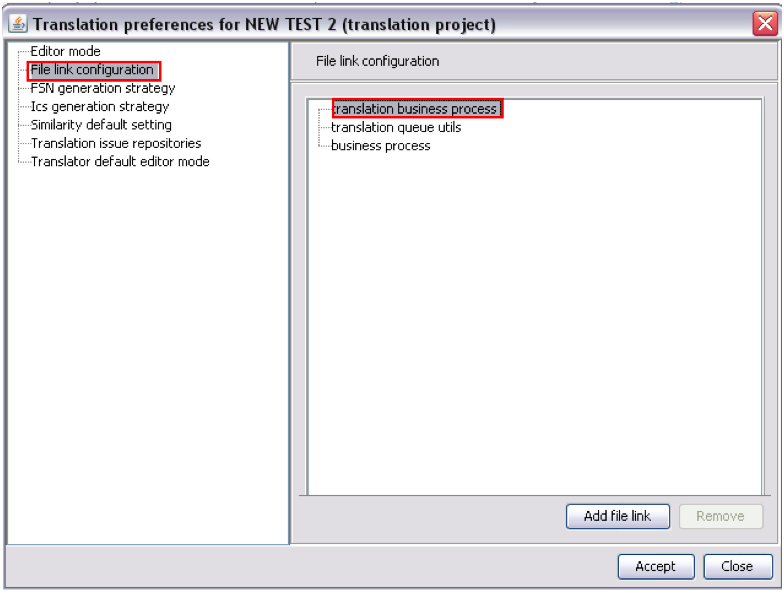 Translation preferences for NEW TEST 2 (translation project)
Editor mode
File link configuration
FSN generation strategy
Ics generation strategy
Similarity default setting
Translation issue repositories
Translator default editor mode
File link configuration
translation business process
translation queue utils
business process
Add file link
Remove
Accept
Close